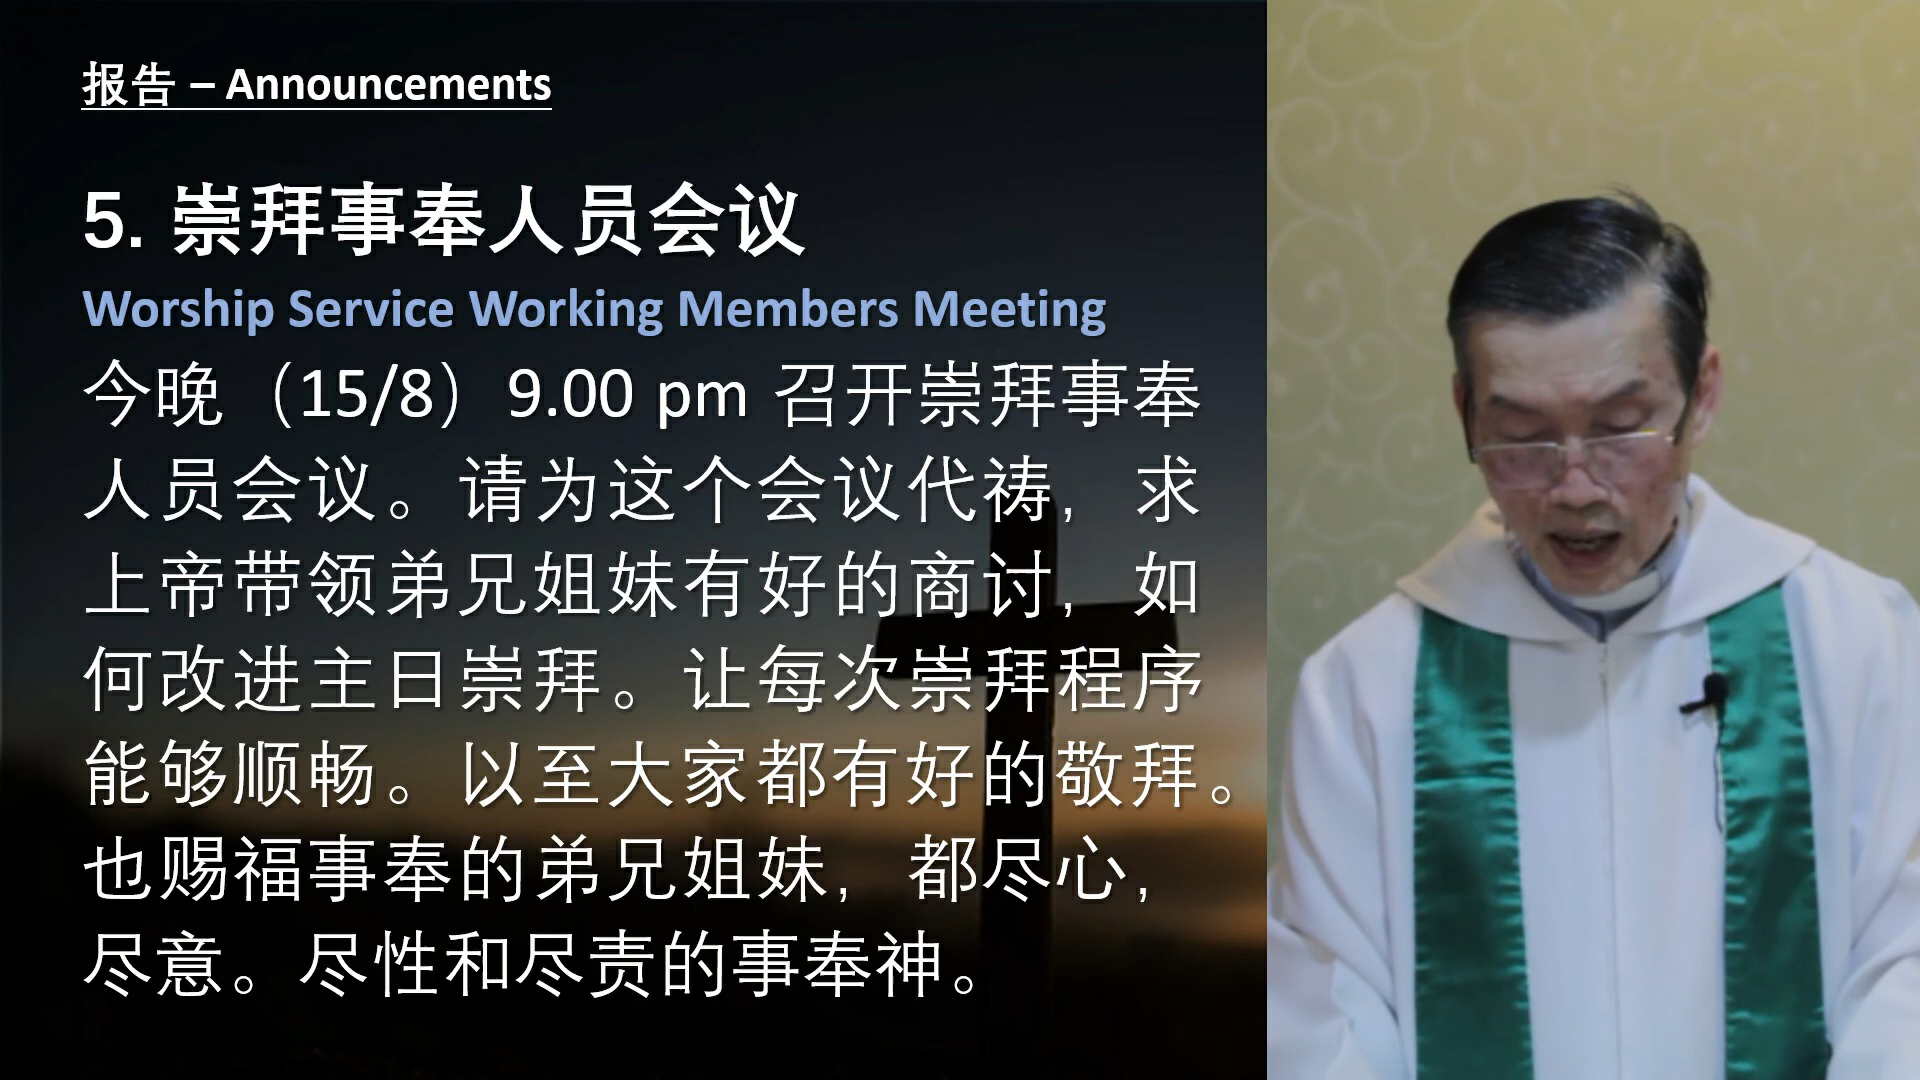 报告 – Announcements
5. 崇拜事奉人员会议
Worship Service Working Members Meeting
今晚（15/8）9.00 pm 召开崇拜事奉
人员会议。请为这个会议代祷，求
上帝带领弟兄姐妹有好的商讨，如
何改进主日崇拜。让每次崇拜程序
能够顺畅。以至大家都有好的敬拜。
也赐福事奉的弟兄姐妹，都尽心，
尽意。尽性和尽责的事奉神。